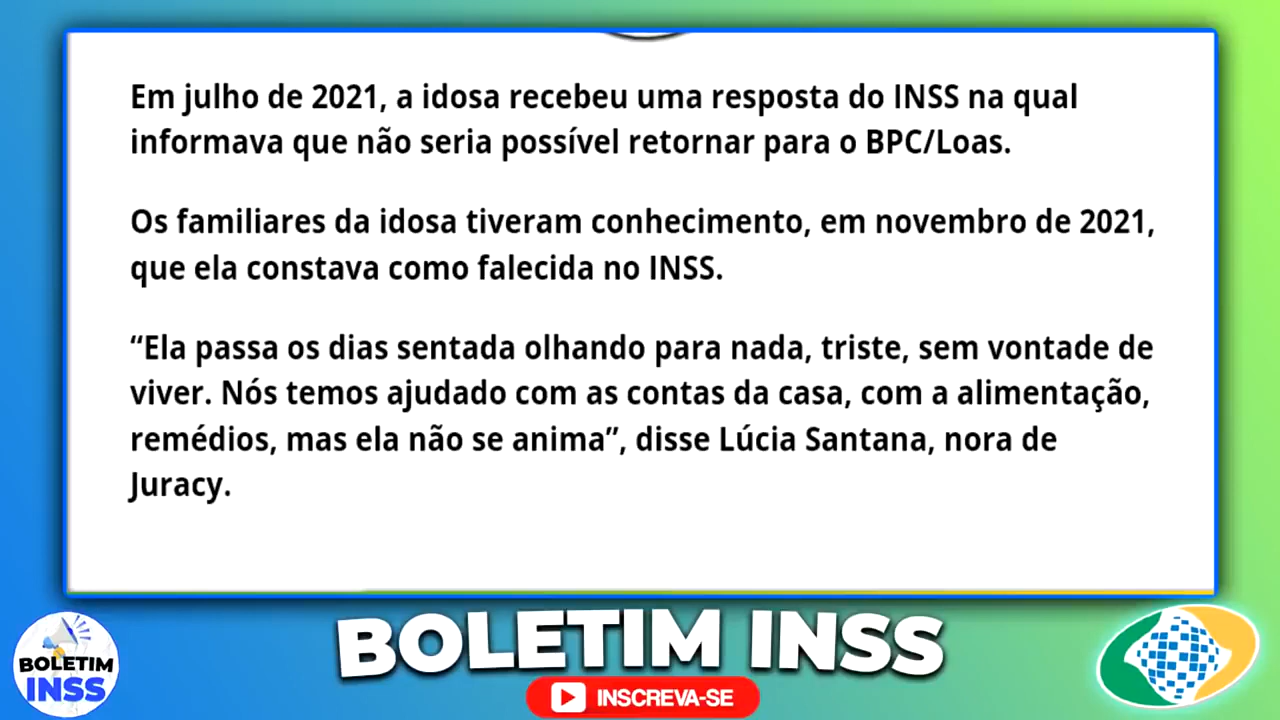 Em julho de 2021, a idosa recebeu uma resposta do INSS na qual
informava que não seria possível retornar para o BPC/Loas.
Os familiares da idosa tiveram conhecimento, em novembro de 2021,
que ela constava como falecida no INSS.
“Ela passa os dias sentada olhando para nada, triste, sem vontade de
viver. Nós temos ajudado com as contas da casa, com a alimentação,
remédios, mas ela não se anima”, disse Lúcia Santana, nora de
Juracy.
BOLETIM INSS
INSCREVA-SE
BOLETIM
INSS